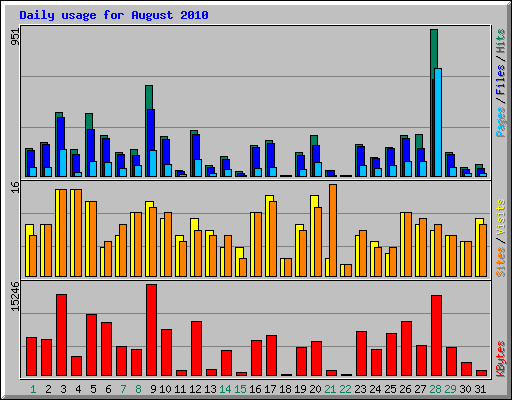 Daily usage for August 2010
951
Pages / Files / Hits
16
Sites / Visits
15246
KBytes
1 2 3 4 5 6 7 8 9 10 11 12 13 14 15 16 17 18 19 20 21 22 23 24 25 26 27 28 29 30 31